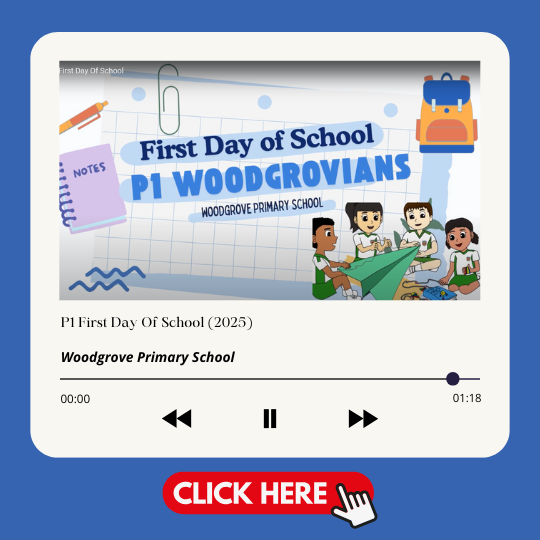 First Day Of School
First Day of School
P1 WOODGROVIANS
WOODGROVE PRIMARY SCHOOL
NOTES
P1 First Day Of School (2025)
Woodgrove Primary School
00:00
01:18
CLICK HERE